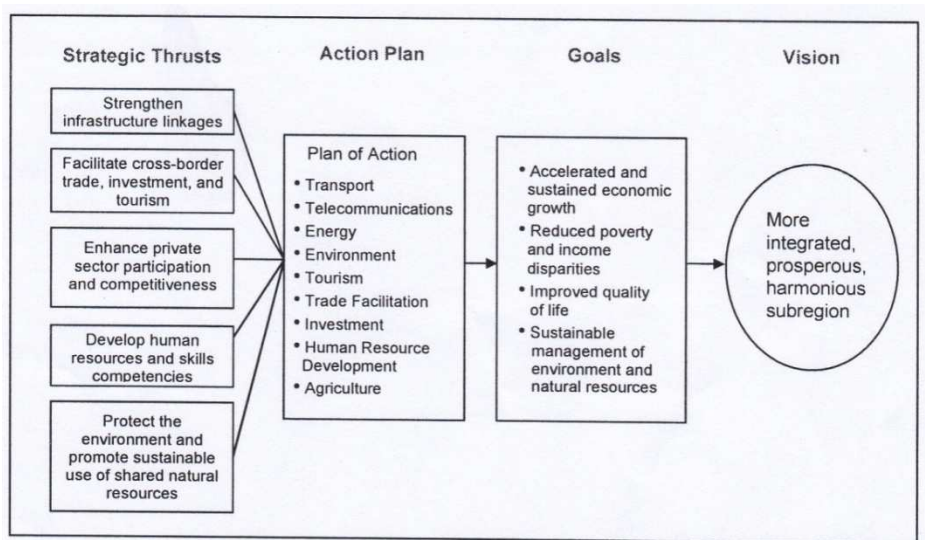 Strategic Thrusts
Action Plan
Goals
Vision
Strengthen
infrastructure linkages
Facilitate cross-border
trade, investment, and
tourism
Enhance private
sector participation
and competitiveness
Develop human
resources and skills
competencies
Protect the
environment and
promote sustainable
use of shared natural
resources
Plan of Action
• Transport
• Telecommunications
• Energy
• Environment
• Tourism
• Trade Facilitation
• Investment
• Human Resource
Development
• Agriculture
• Accelerated and
sustained economic
growth
• Reduced poverty
and income
disparities
• Improved quality
of life
• Sustainable
management of
environment and
natural resources
More
integrated,
prosperous,
harmonious
subregion